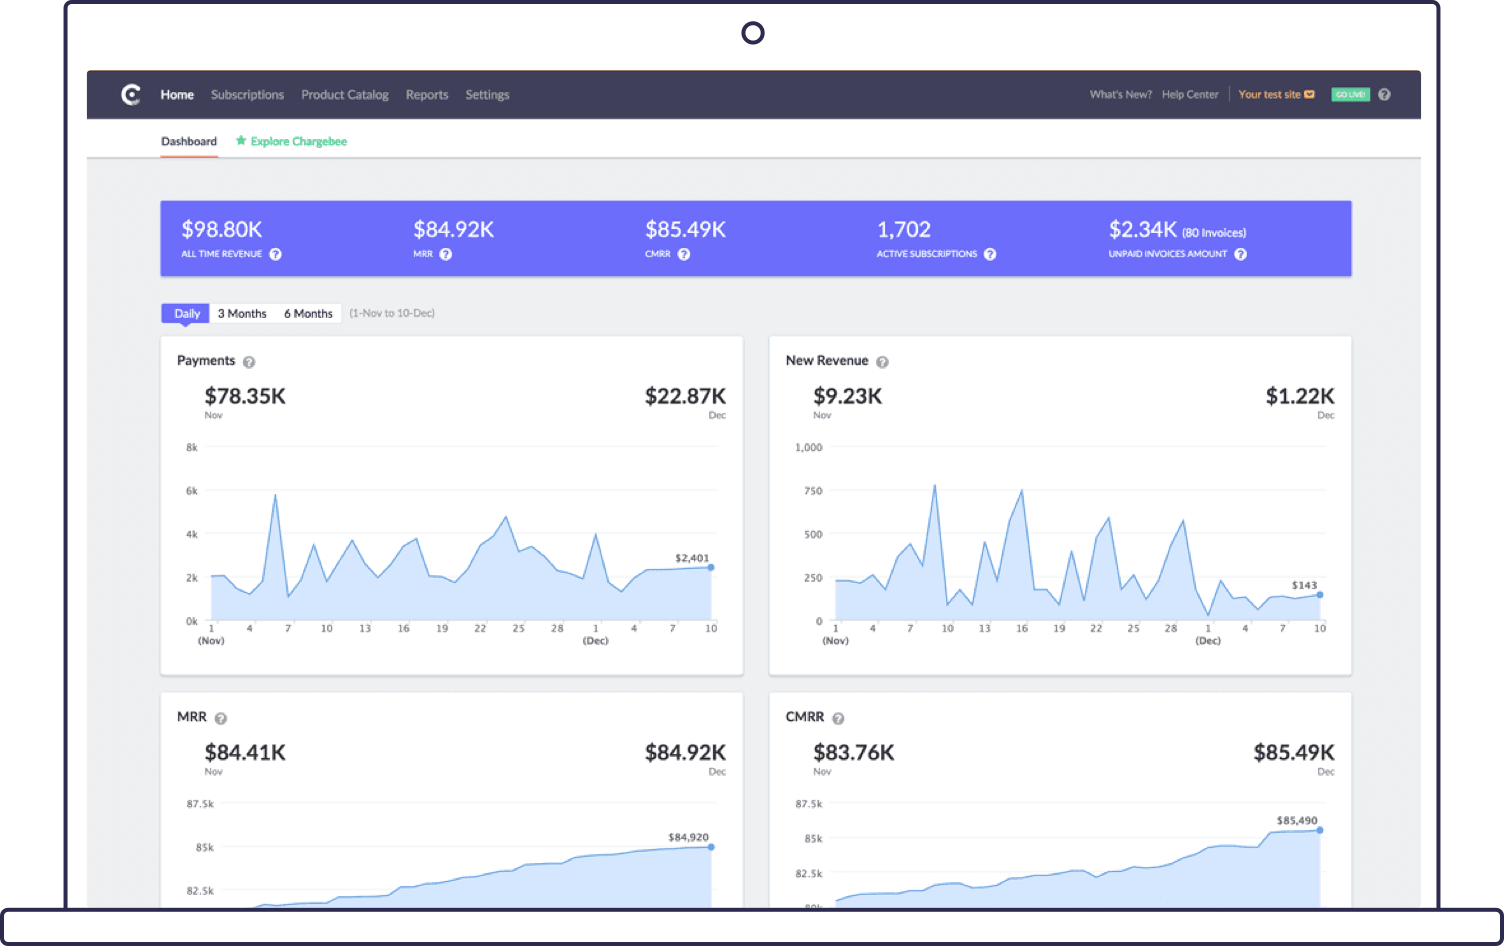 Home Subscriptions Product Catalog Reports Settings What's New? Help Center Your test site GO LIVE! ?
Dashboard Explore Chargebee
$98.80K $84.92K $85.49K 1,702 $2.34K (80 Invoices)
ALL TIME REVENUE ? MRR ? CMRR ? ACTIVE SUBSCRIPTIONS ? UNPAID INVOICES AMOUNT ?
Daily 3 Months 6 Months (1-Nov to 10-Dec)
Payments ?
$78.35K $22.87K
Nov Dec
8k
6k
4k
$2,401
2k
0k
1 4 7 10 13 16 19 22 25 28 1 4 7 10
(Nov) (Dec)
New Revenue ?
$9.23K $1.22K
Nov Dec
1,000
750
500
250
$143
0
1 4 7 10 13 16 19 22 25 28 1 4 7 10
(Nov) (Dec)
MRR ?
$84.41K $84.92K
Nov Dec
87.5k
$84,920
85k
82.5k
CMRR ?
$83.76K $85.49K
Nov Dec
87.5k
$85,490
85k
82.5k